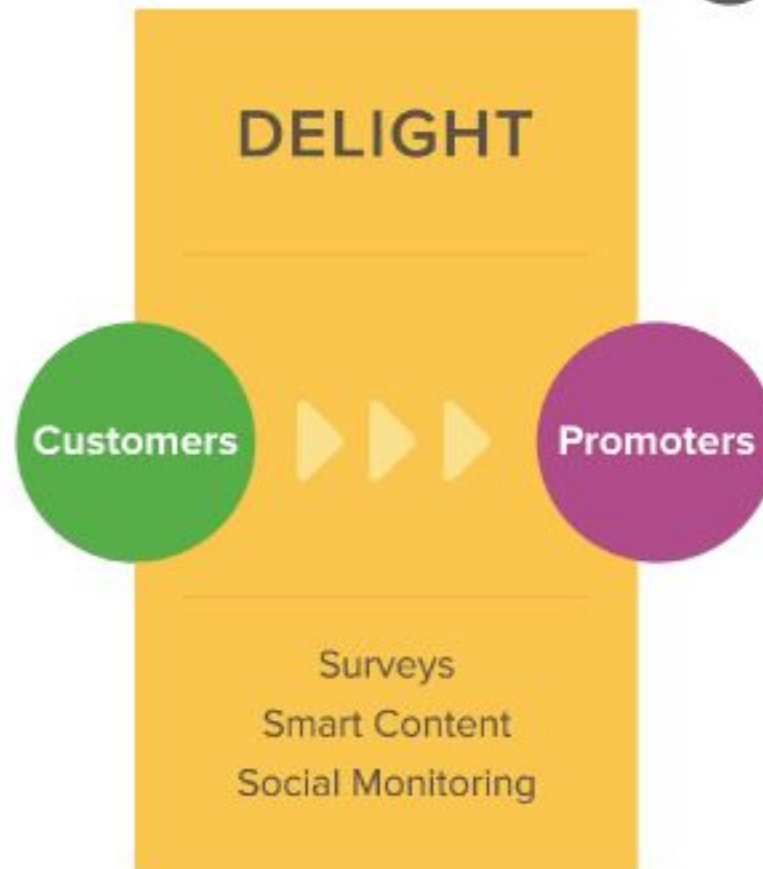 DELIGHT
Customers
Promoters
Surveys
Smart Content
Social Monitoring